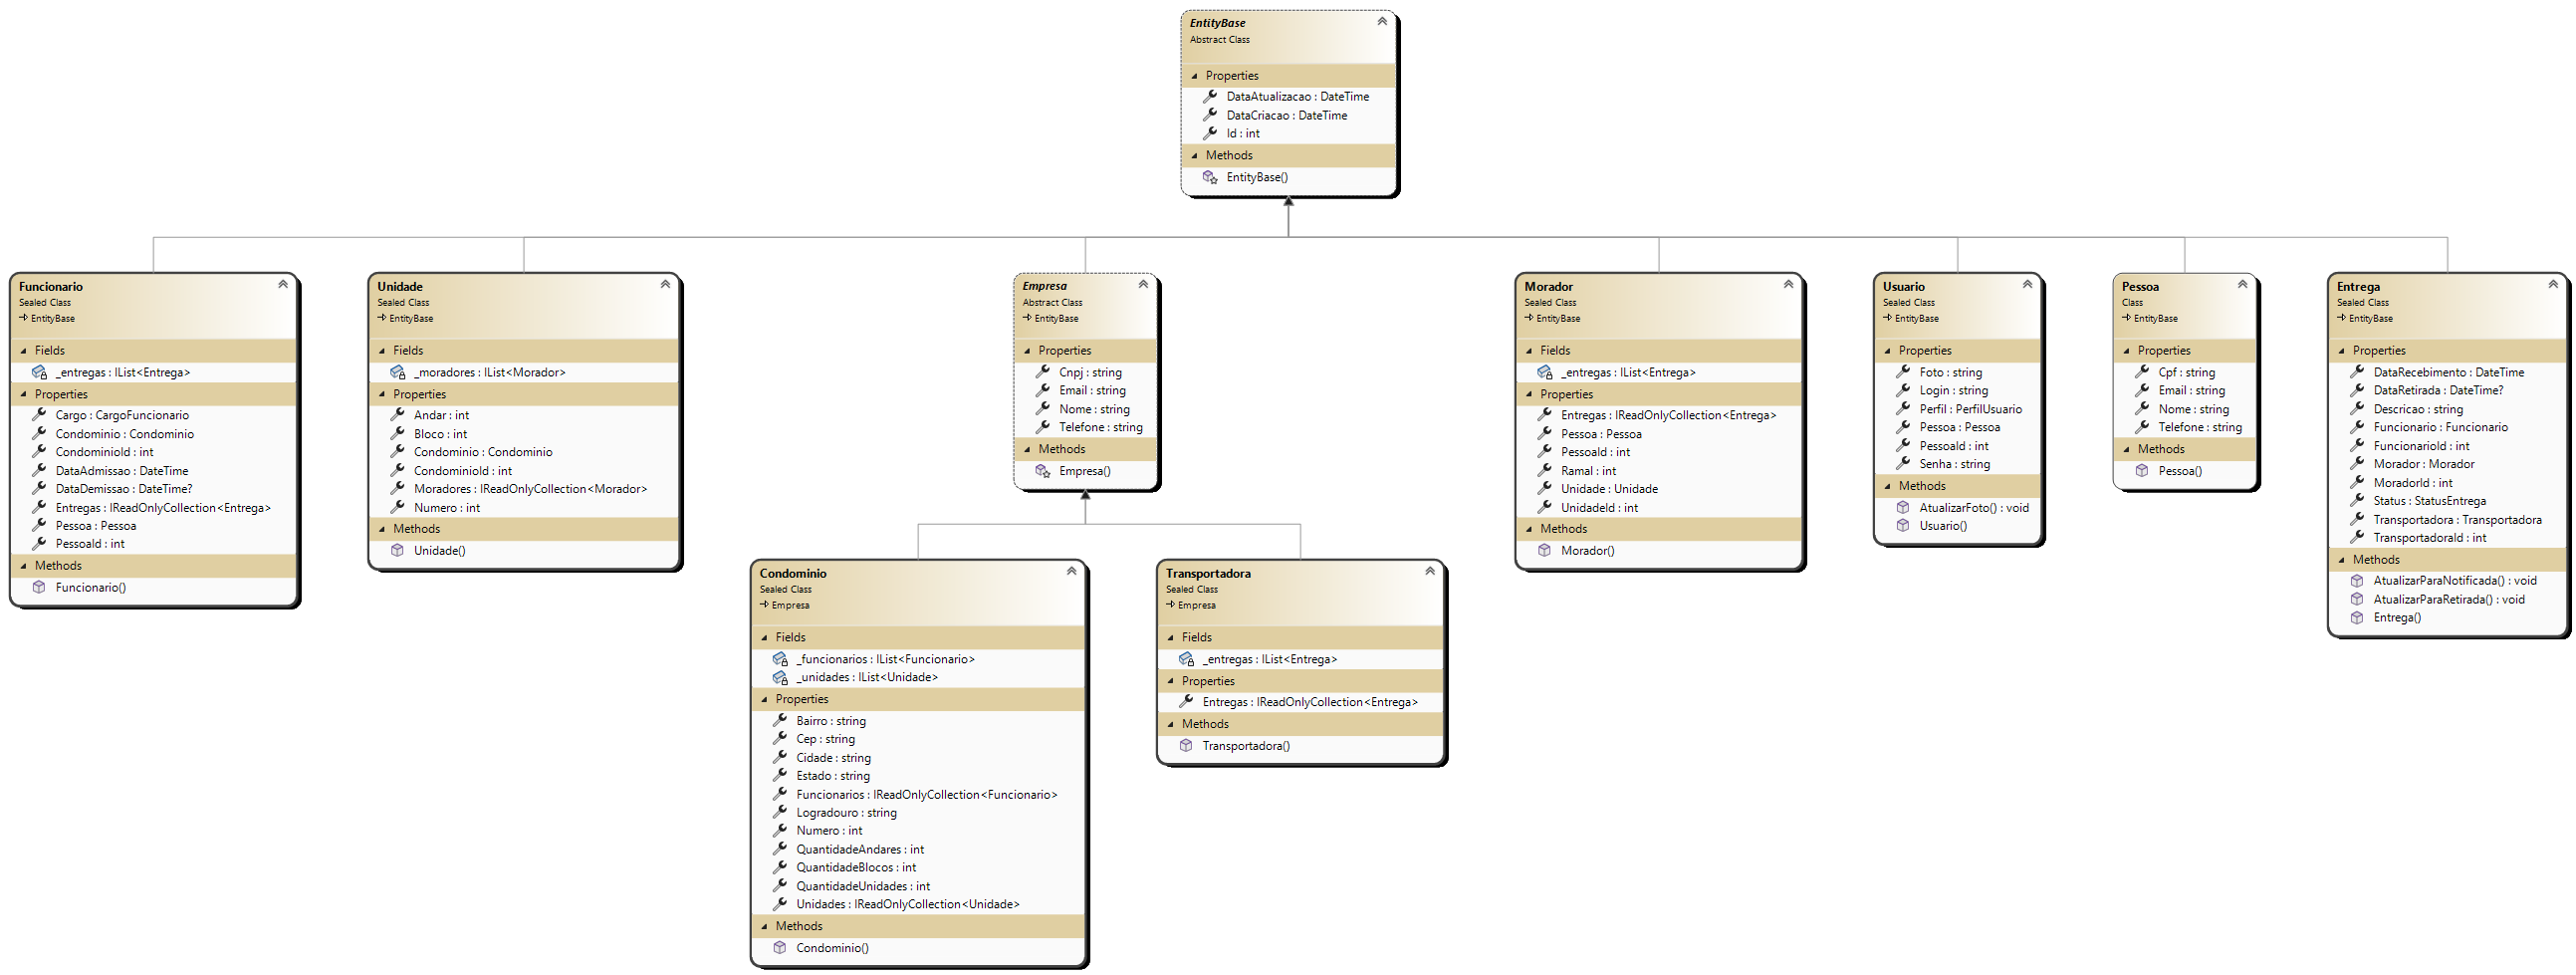 EntityBase
Abstract Class
Properties
DataAtualizacao : DateTime
DataCriacao : DateTime
Id : int
Methods
EntityBase()
Funcionario
Sealed Class
EntityBase
Fields
_entregas : IList<Entrega>
Properties
Cargo : CargoFuncionario
Condominio : Condominio
CondominioId : int
DataAdmissao : DateTime
DataDemissao : DateTime?
Entregas : IReadOnlyCollection<Entrega>
Pessoa : Pessoa
PessoaId : int
Methods
Funcionario()
Unidade
Sealed Class
EntityBase
Fields
_moradores : IList<Morador>
Properties
Andar : int
Bloco : int
Condominio : Condominio
CondominioId : int
Moradores : IReadOnlyCollection<Morador>
Numero : int
Methods
Unidade()
Empresa
Abstract Class
EntityBase
Properties
Cnpj : string
Email : string
Nome : string
Telefone : string
Methods
Empresa()
Morador
Sealed Class
EntityBase
Fields
_entregas : IList<Entrega>
Properties
Entregas : IReadOnlyCollection<Entrega>
Pessoa : Pessoa
PessoaId : int
Ramal : int
Unidade : Unidade
UnidadeId : int
Methods
Morador()
Usuario
Sealed Class
EntityBase
Properties
Foto : string
Login : string
Perfil : PerfilUsuario
Pessoa : Pessoa
PessoaId : int
Senha : string
Methods
AtualizarFoto() : void
Usuario()
Pessoa
Class
EntityBase
Properties
Cpf : string
Email : string
Nome : string
Telefone : string
Methods
Pessoa()
Entrega
Sealed Class
EntityBase
Properties
DataRecebimento : DateTime
DataRetirada : DateTime?
Descricao : string
Funcionario : Funcionario
FuncionarioId : int
Morador : Morador
MoradorId : int
Status : StatusEntrega
Transportadora : Transportadora
TransportadoraId : int
Methods
AtualizarParaNotificada() : void
AtualizarParaRetirada() : void
Entrega()
Condominio
Sealed Class
Empresa
Fields
_funcionarios : IList<Funcionario>
_unidades : IList<Unidade>
Properties
Bairro : string
Cep : string
Cidade : string
Estado : string
Funcionarios : IReadOnlyCollection<Funcionario>
Logradouro : string
Numero : int
QuantidadeAndares : int
QuantidadeBlocos : int
QuantidadeUnidades : int
Unidades : IReadOnlyCollection<Unidade>
Methods
Condominio()
Transportadora
Sealed Class
Empresa
Fields
_entregas : IList<Entrega>
Properties
Entregas : IReadOnlyCollection<Entrega>
Methods
Transportadora()